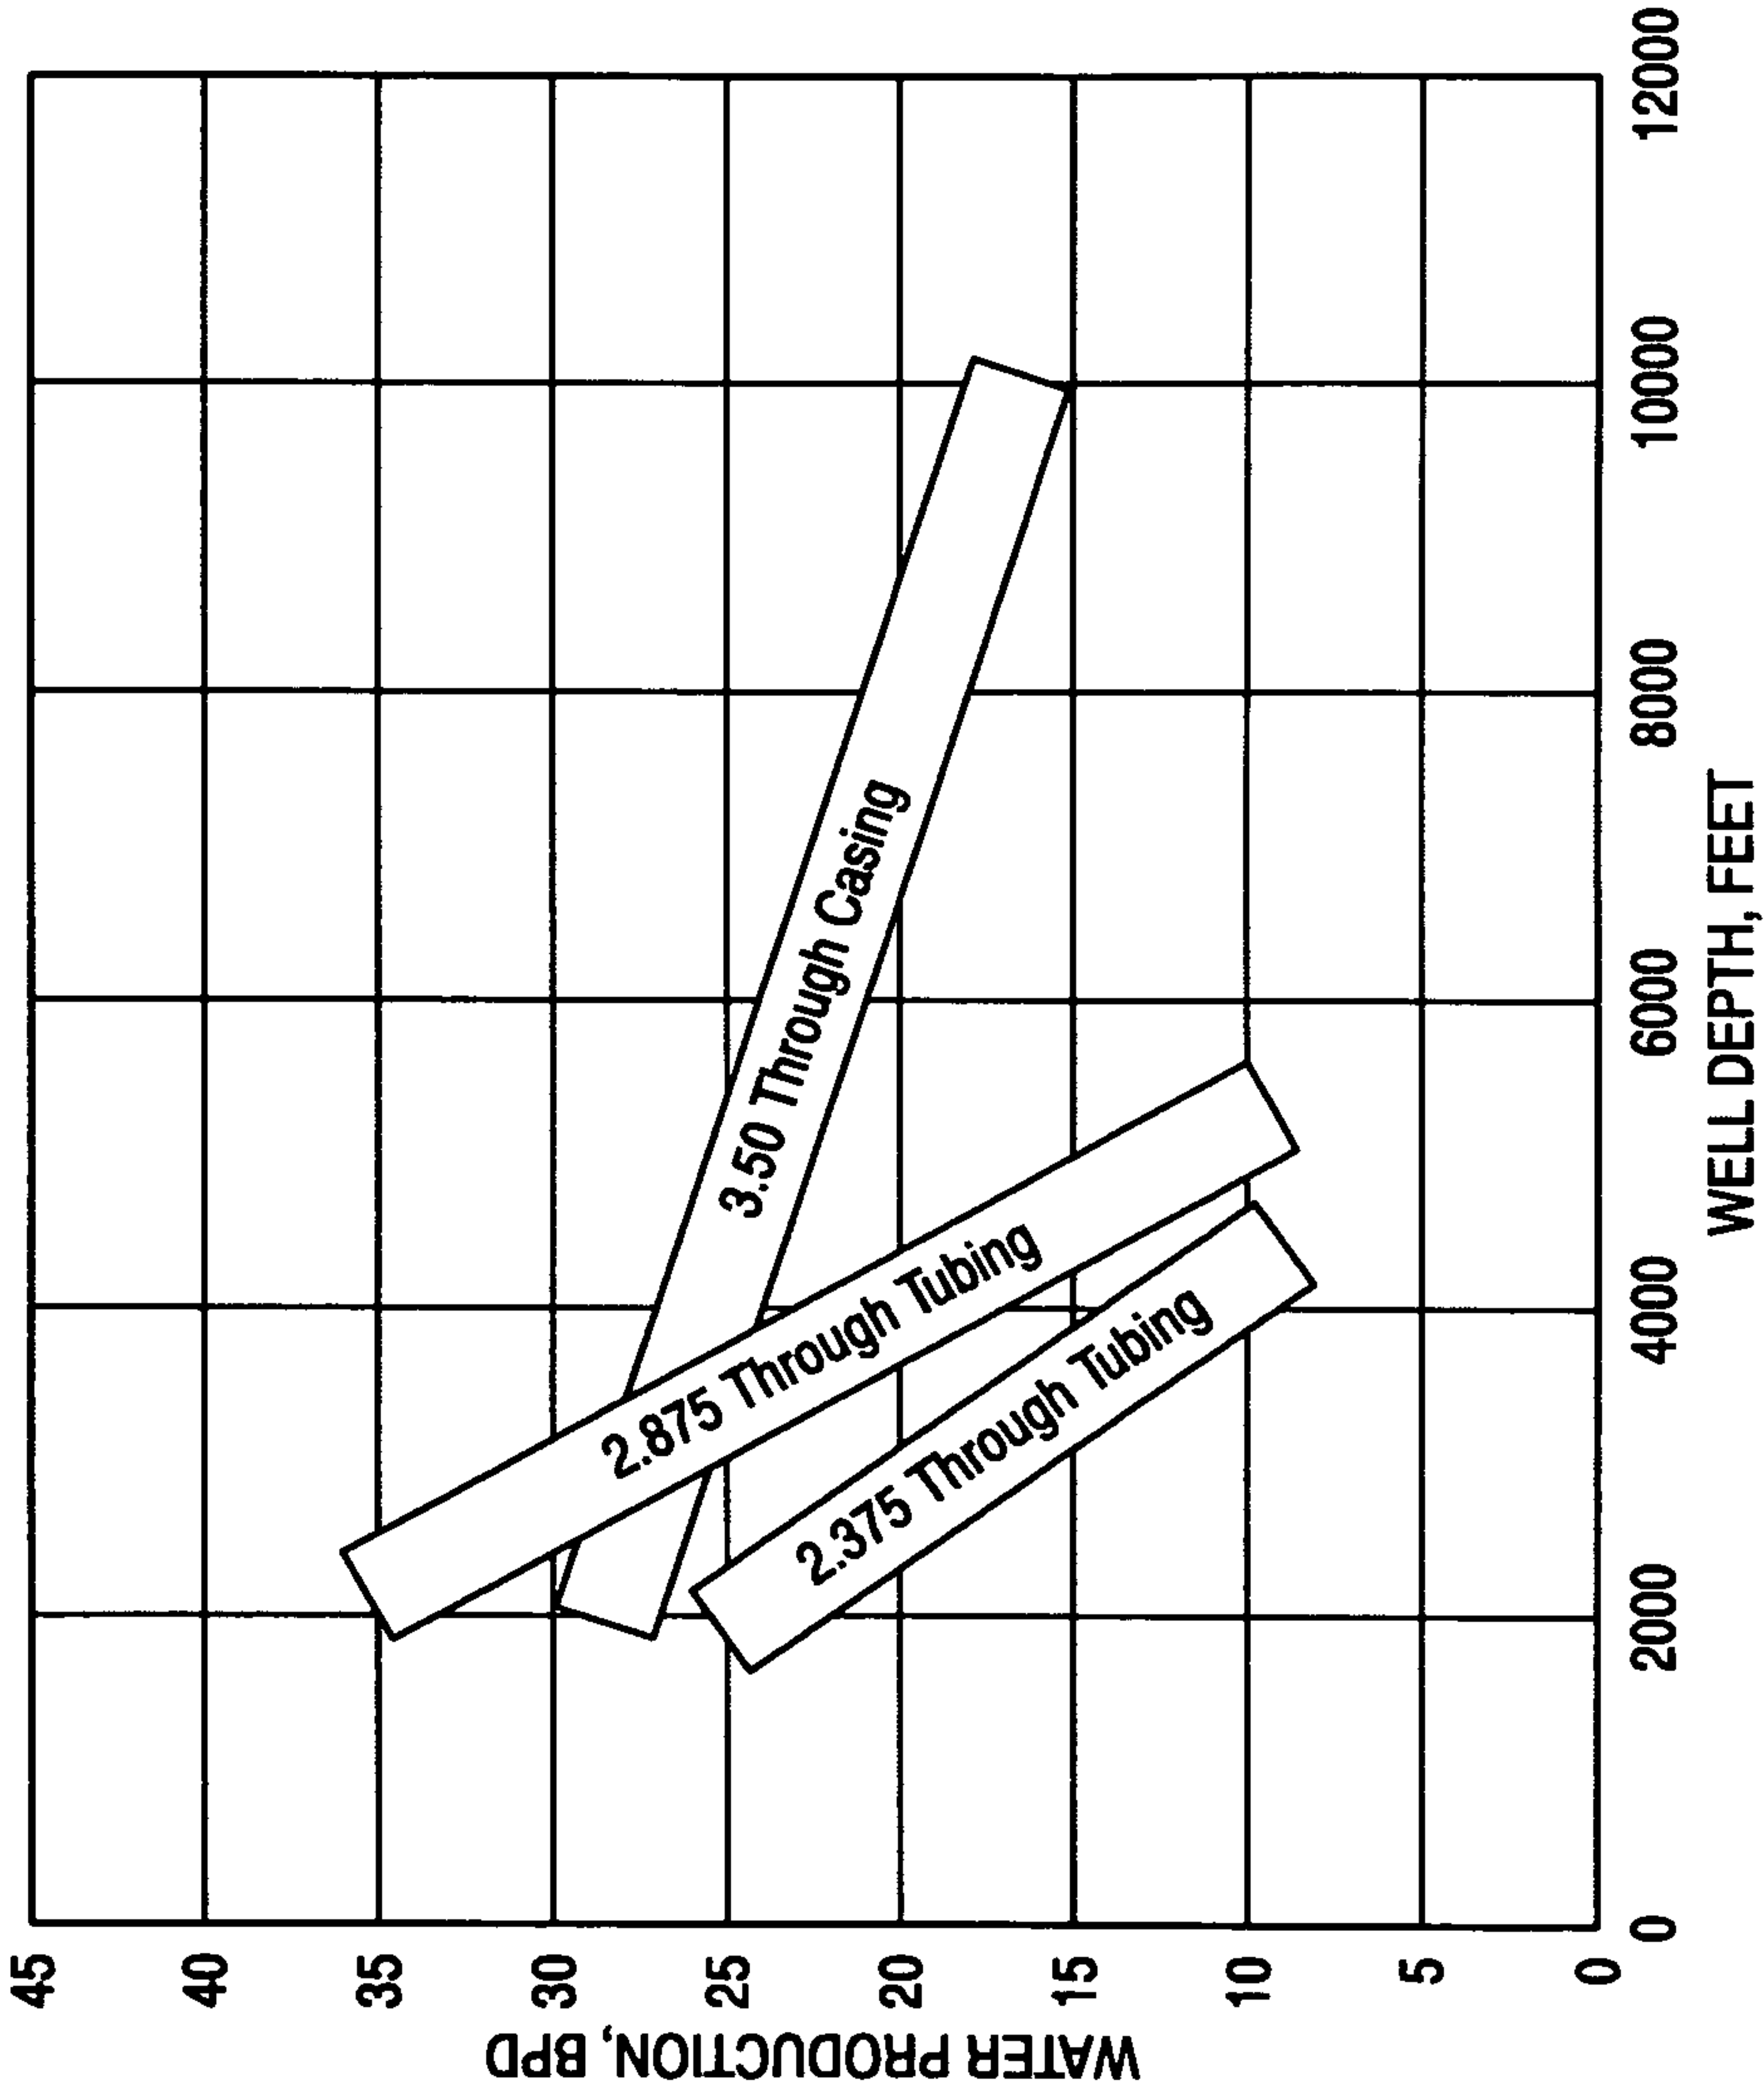 WATER PRODUCTION, BPD
45
40
35
30
25
20
15
10
5
0
3.50 Through Casing
2.875 Through Tubing
2.375 Through Tubing
0 2000 4000 6000 8000 10000 12000
WELL DEPTH, FEET